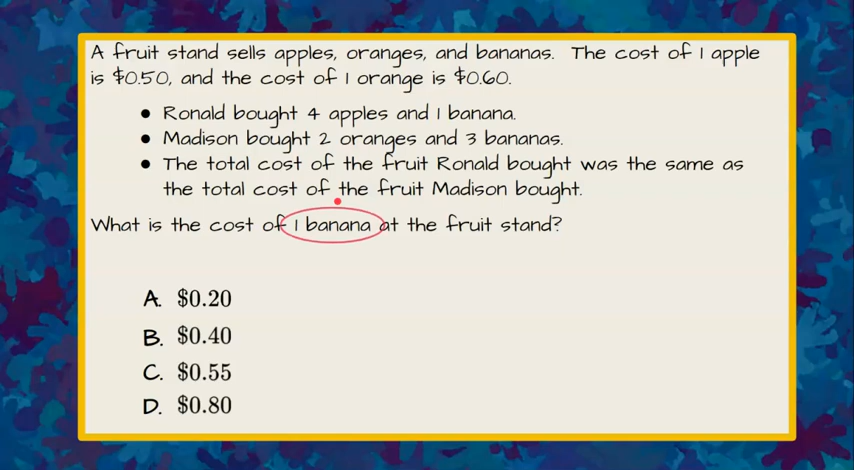 A fruit stand sells apples, oranges, and bananas. The cost of 1 apple
is $0.50, and the cost of 1 orange is $0.60.
• Ronald bought 4 apples and 1 banana.
• Madison bought 2 oranges and 3 bananas.
• The total cost of the fruit Ronald bought was the same as
the total cost of the fruit Madison bought.
What is the cost of 1 banana at the fruit stand?
A. $0.20
B. $0.40
C. $0.55
D. $0.80